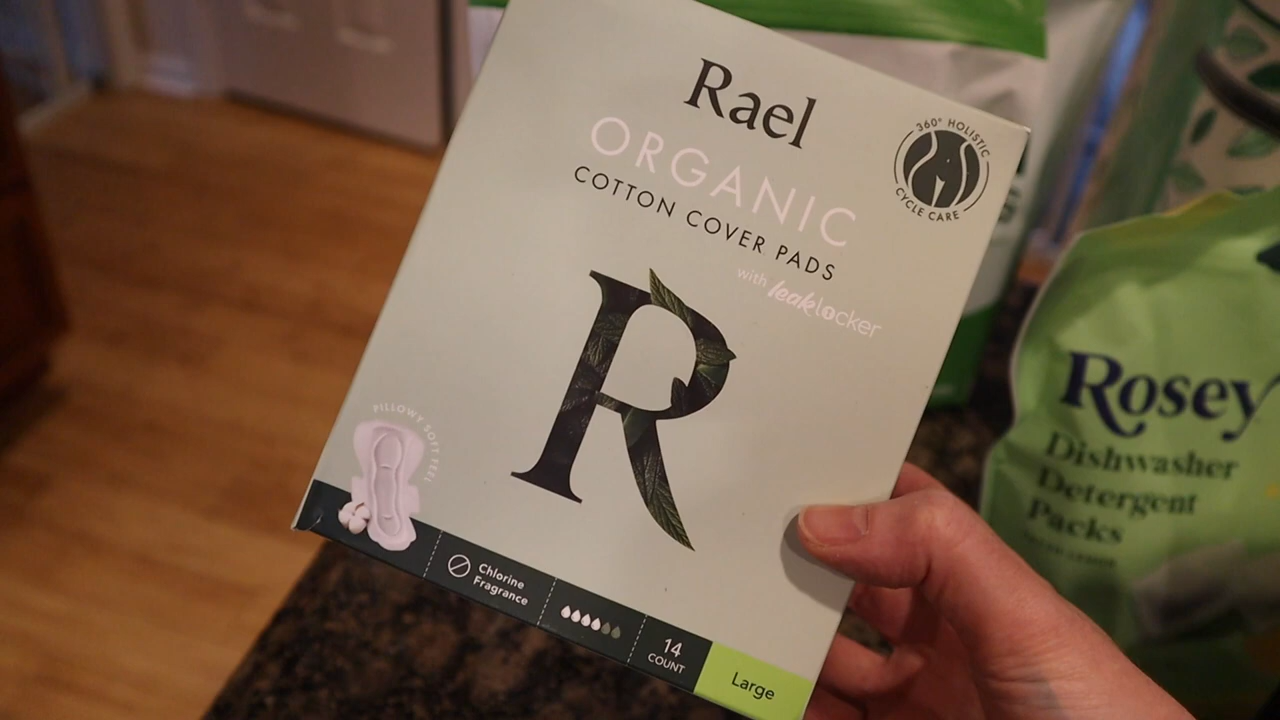 Rael
ORGANIC
COTTON COVER PADS
with leaklocker
360° HOLISTIC
CYCLE CARE
PILLOWY SOFT FEEL
Chlorine
Fragrance
14
COUNT
Large
Rosey
Dishwasher
Detergent
Packs